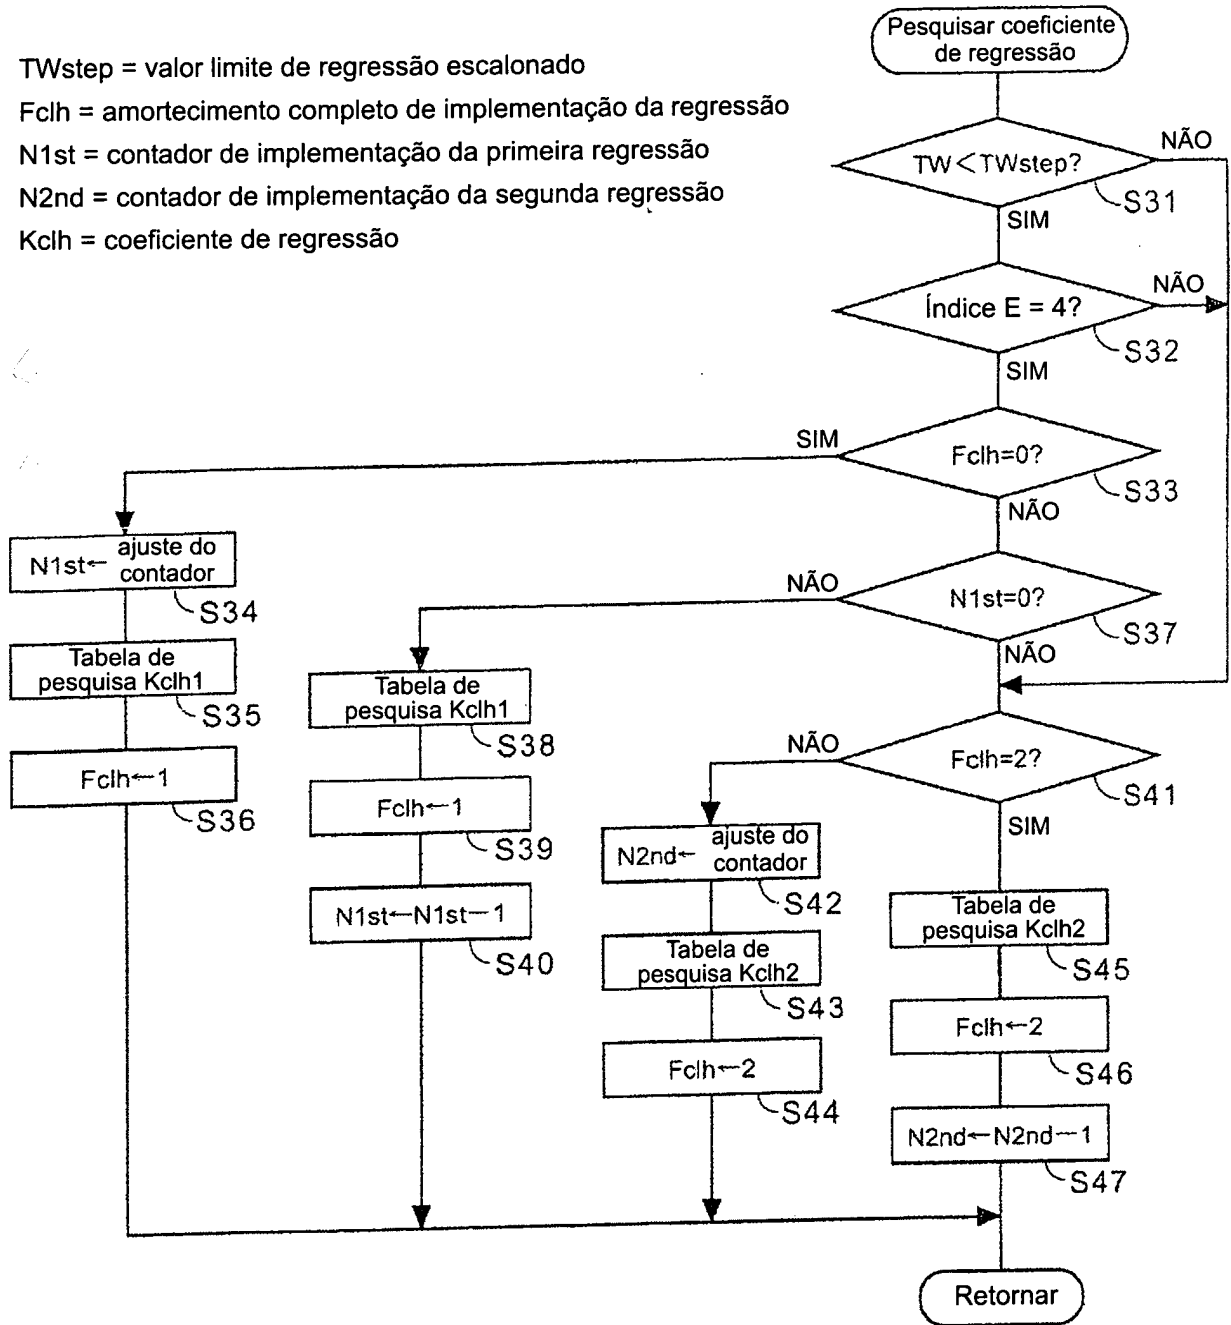 Pesquisar coeficiente
de regressão
TWstep = valor limite de regressão escalonado
Fclh = amortecimento completo de implementação da regressão
N1st = contador de implementação da primeira regressão
N2nd = contador de implementação da segunda regressão
Kclh = coeficiente de regressão
TW<TWstep?
NÃO
S31
SIM
Índice E = 4?
NÃO
S32
SIM
Fclh=0?
SIM
S33
NÃO
N1st← ajuste do
contador
S34
Tabela de
pesquisa Kclh1
S35
Fclh←1
S36
N1st=0?
NÃO
S37
NÃO
Tabela de
pesquisa Kclh1
S38
Fclh←1
S39
N1st←N1st−1
S40
Fclh=2?
NÃO
S41
SIM
N2nd← ajuste do
contador
S42
Tabela de
pesquisa Kclh2
S43
Fclh←2
S44
Tabela de
pesquisa Kclh2
S45
Fclh←2
S46
N2nd←N2nd−1
S47
Retornar